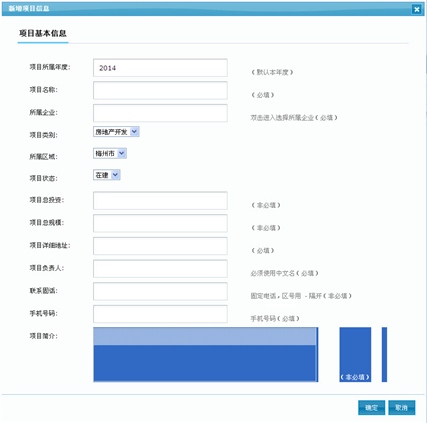 新增项目信息
项目基本信息
项目所属年度: 2014 (默认本年度)
项目名称: (必填)
所属企业: 双击进入选择所属企业(必填)
项目类别: 房地产开发
所属区域: 梅州市
项目状态: 在建
项目总投资: (非必填)
项目总规模: (非必填)
项目详细地址: (必填)
项目负责人: 必须使用中文名(必填)
联系固话: 固定电话,区号用 - 隔开(非必填)
手机号码: 手机号码(必填)
项目简介: (非必填)
确定 取消